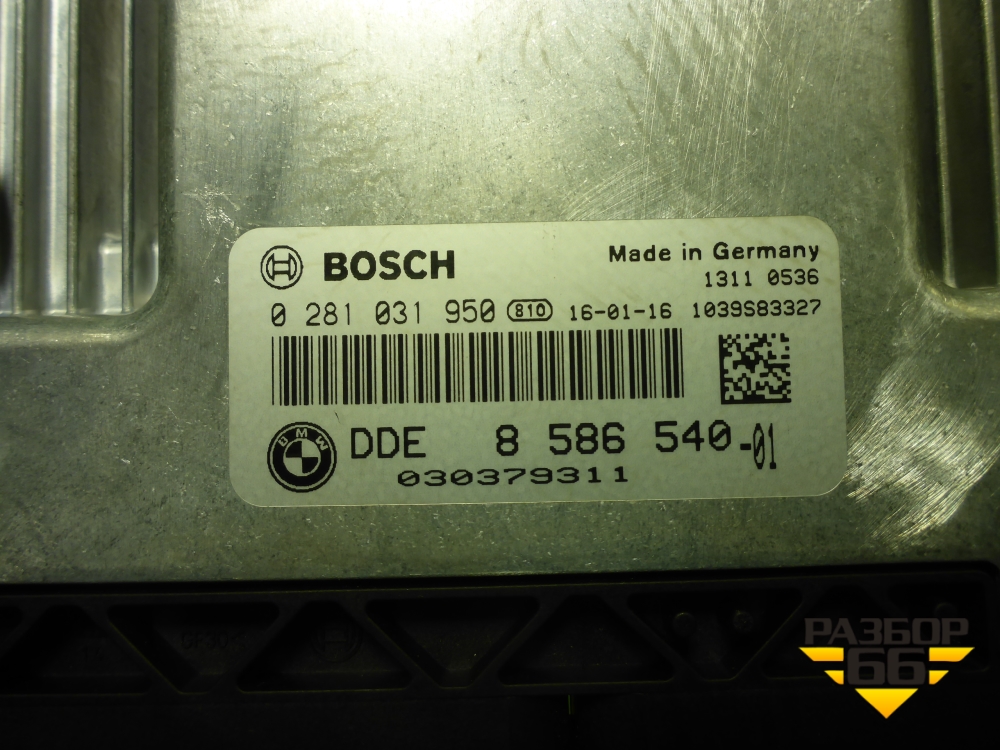 BOSCH
Made in Germany
1311 0536
0 281 031 950 810 16-01-16 1039S83327
BMW
DDE 8 586 540-01
030379311
РАЗБОР
66